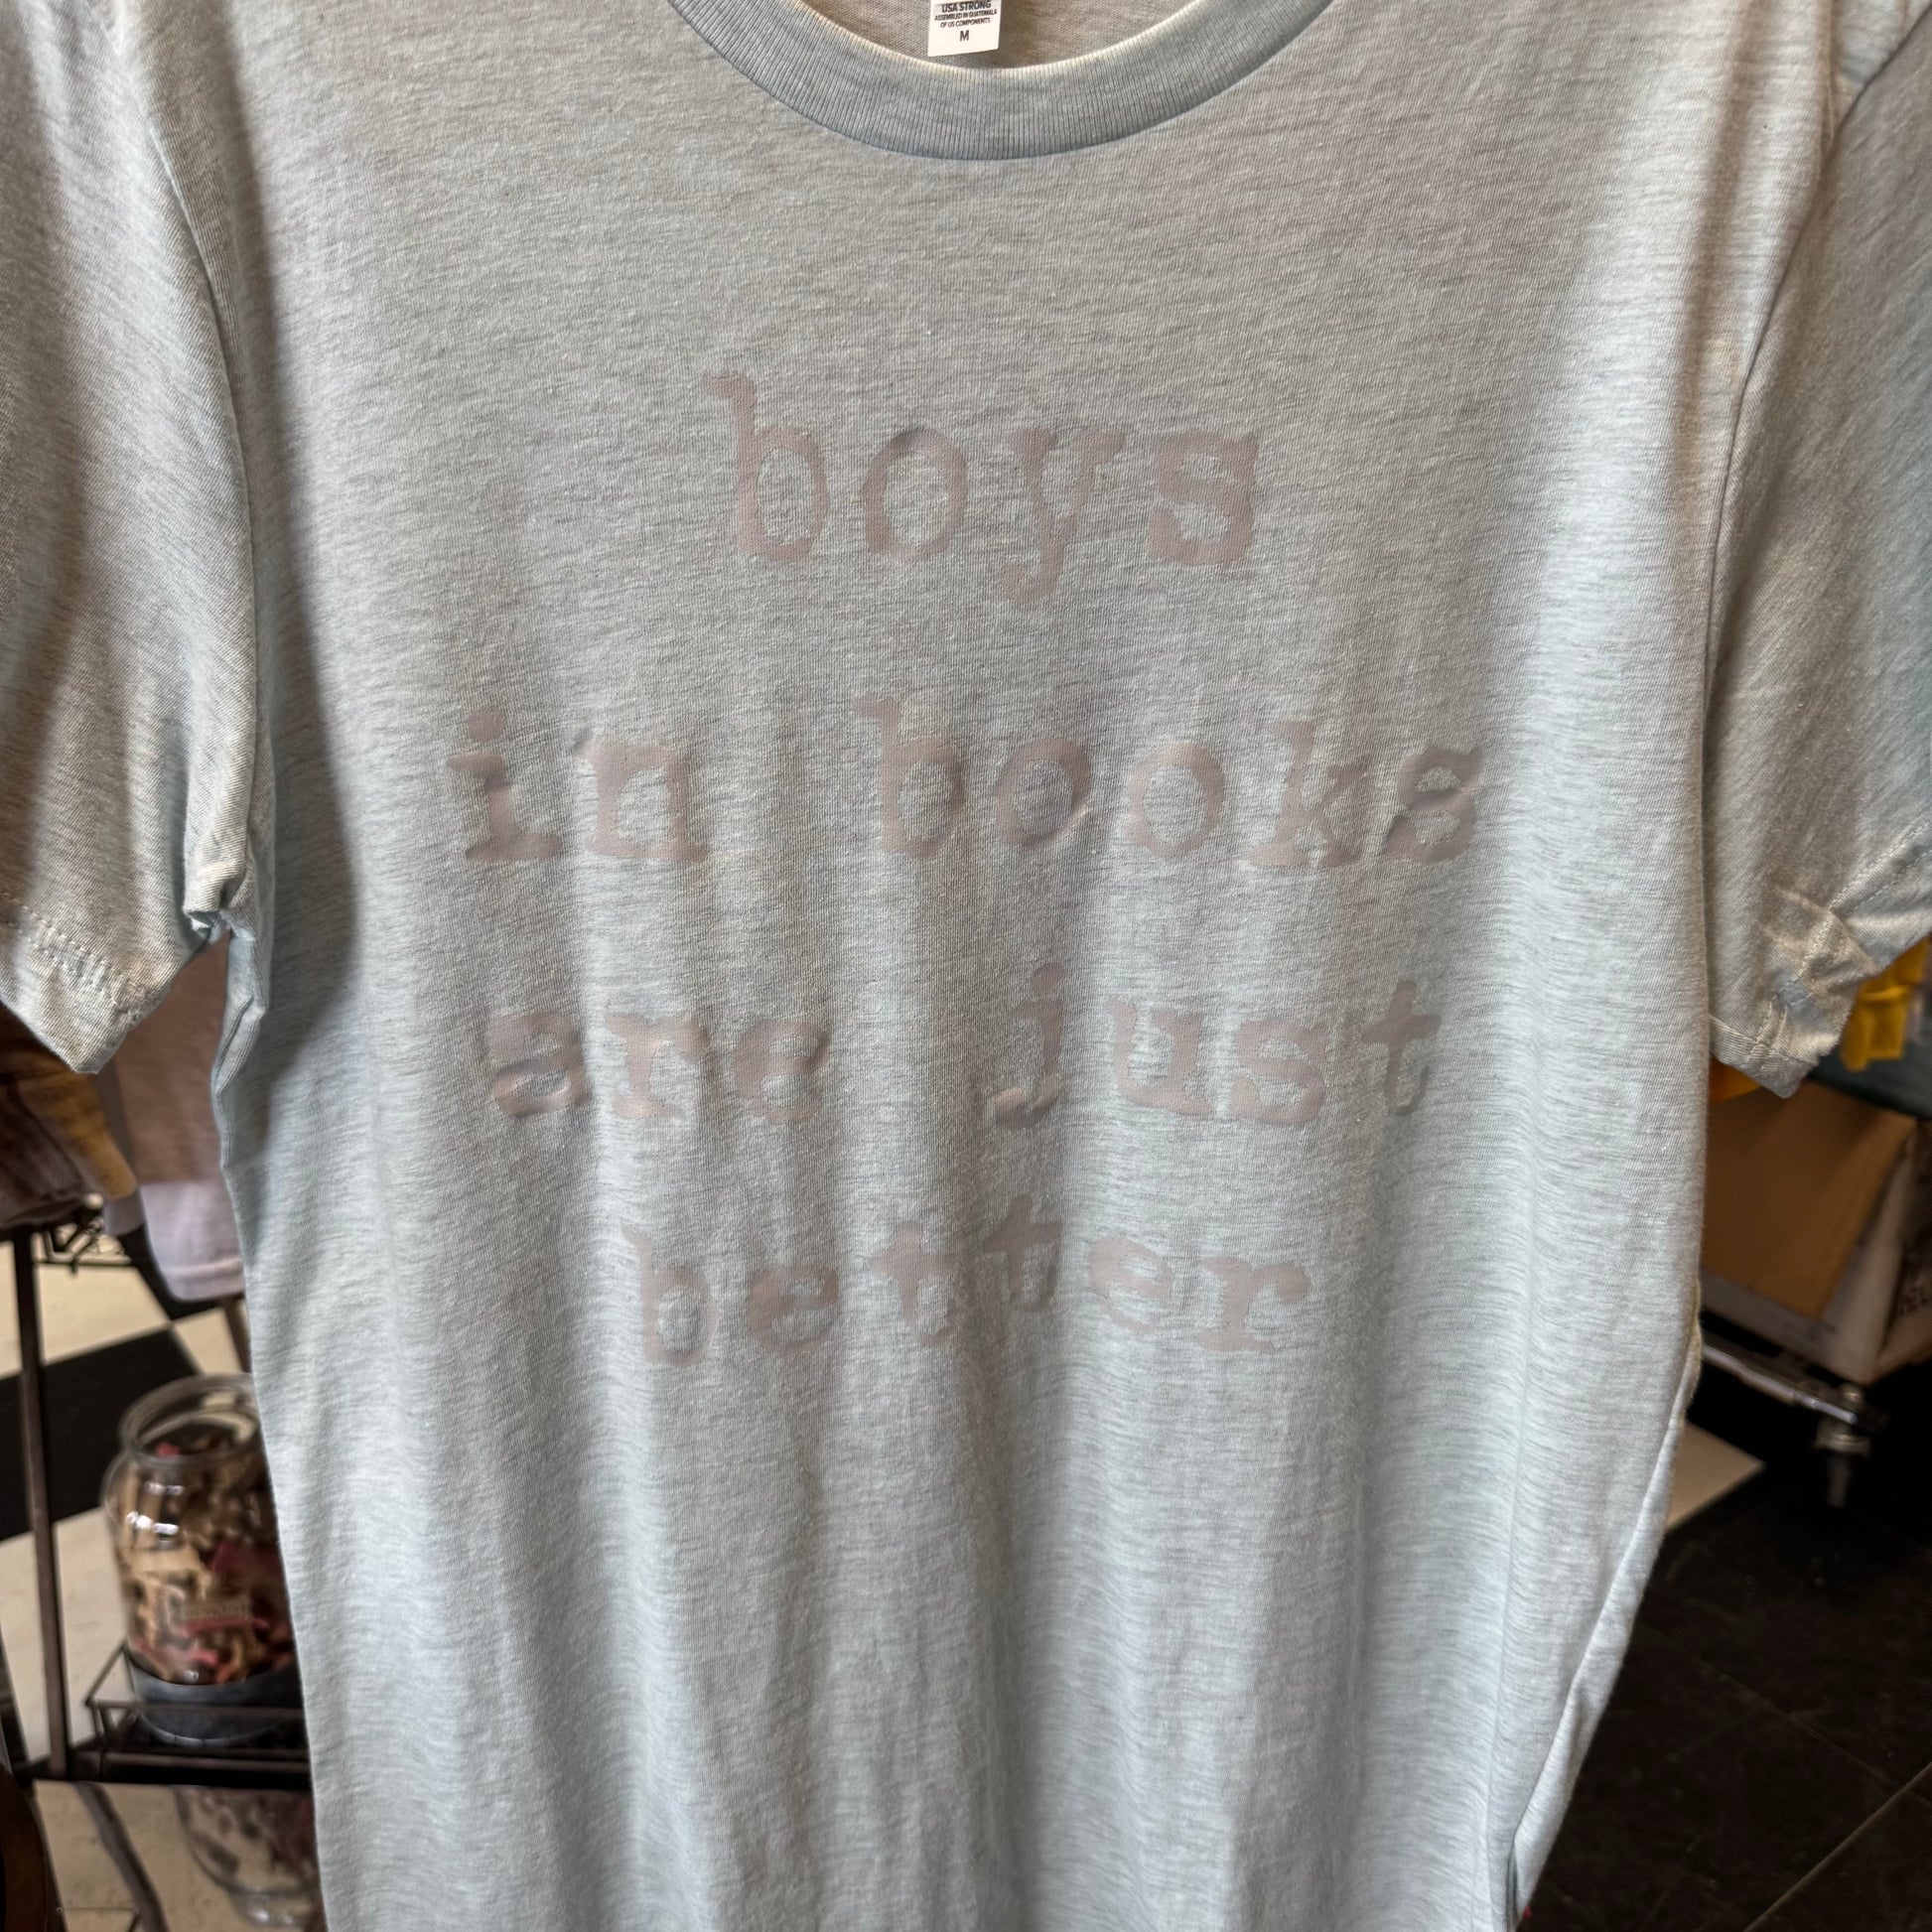 USA STRONG
ASSEMBLED IN GUATEMALA
OF US COMPONENTS
M
boys
in books
are just
better